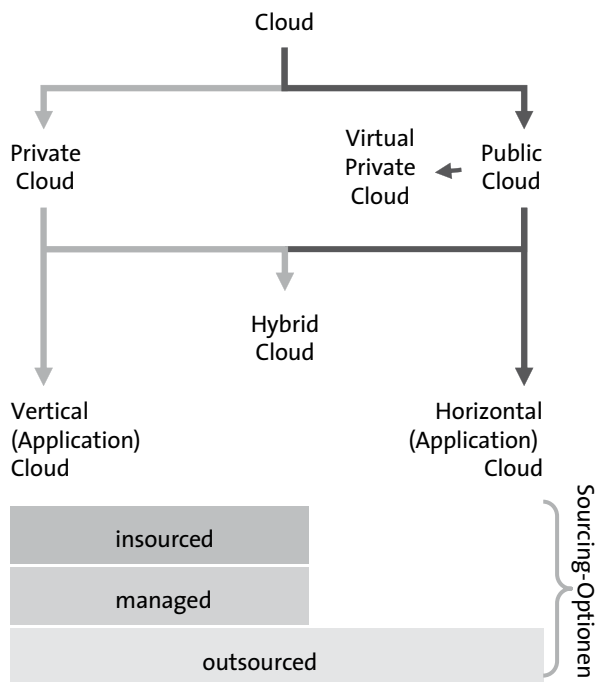 Cloud
Private
Cloud
Virtual
Private
Cloud
Public
Cloud
Hybrid
Cloud
Vertical
(Application)
Cloud
Horizontal
(Application)
Cloud
insourced
managed
outsourced
Sourcing-Optionen